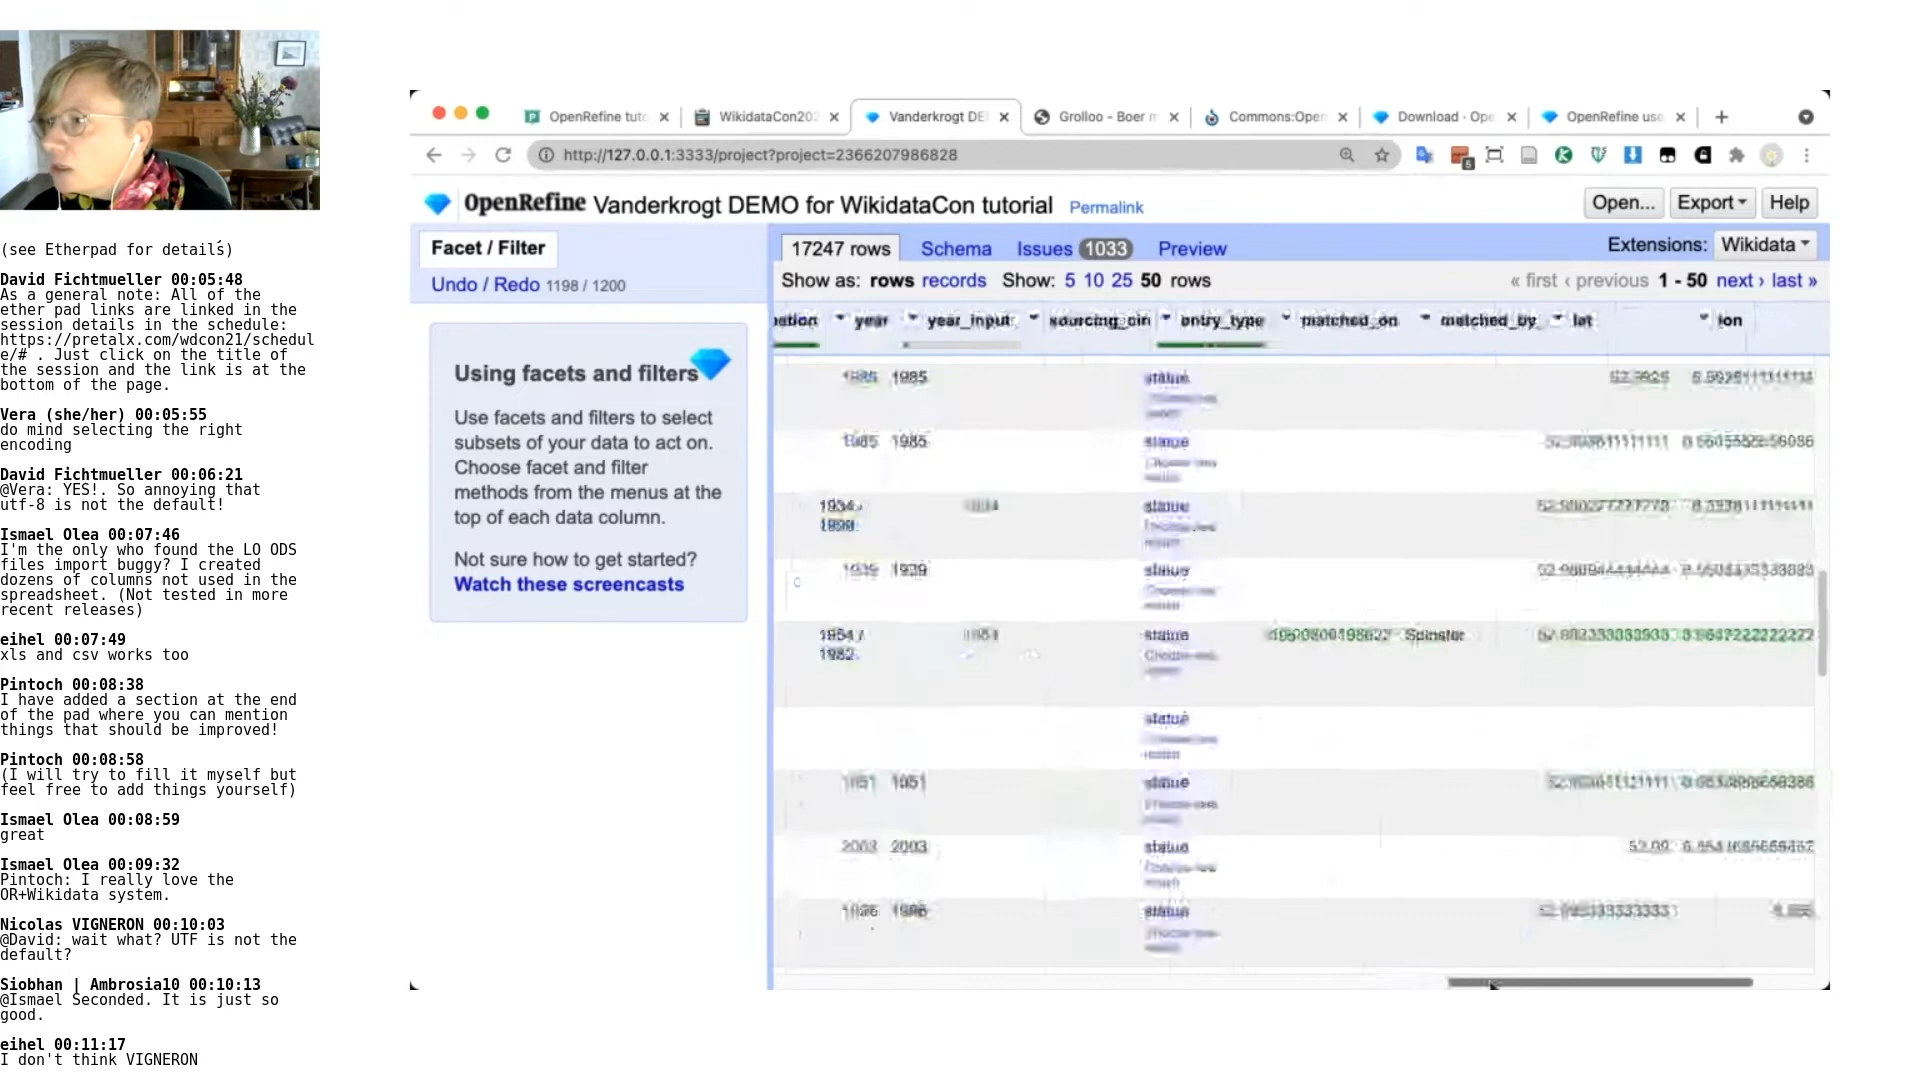 (see Etherpad for details)
David Fichtmueller 00:05:48
As a general note: All of the
ether pad links are linked in the
session details in the schedule:
https://pretalx.com/wdcon21/schedul
e/# . Just click on the title of
the session and the link is at the
bottom of the page.
Vera (she/her) 00:05:55
do mind selecting the right
encoding
David Fichtmueller 00:06:21
@Vera: YES!. So annoying that
utf-8 is not the default!
Ismael Olea 00:07:46
I'm the only who found the LO ODS
files import buggy? I created
dozens of columns not used in the
spreadsheet. (Not tested in more
recent releases)
eihel 00:07:49
xls and csv works too
Pintoch 00:08:38
I have added a section at the end
of the pad where you can mention
things that should be improved!
Pintoch 00:08:58
(I will try to fill it myself but
feel free to add things yourself)
Ismael Olea 00:08:59
great
Ismael Olea 00:09:32
Pintoch: I really love the
OR+Wikidata system.
Nicolas VIGNERON 00:10:03
@David: wait what? UTF is not the
default?
Siobhan | Ambrosia10 00:10:13
@Ismael Seconded. It is just so
good.
eihel 00:11:17
I don't think VIGNERON
OpenRefine tuto WikidataCon202 Vanderkrogt DE Grolloo - Boer m Commons:Open Download · Ope OpenRefine use
http://127.0.0.1:3333/project?project=2366207986828
OpenRefine Vanderkrogt DEMO for WikidataCon tutorial Permalink Open... Export Help
Facet / Filter
Undo / Redo 1198 / 1200
Using facets and filters
Use facets and filters to select
subsets of your data to act on.
Choose facet and filter
methods from the menus at the
top of each data column.
Not sure how to get started?
Watch these screencasts
17247 rows Schema Issues 1033 Preview Extensions: Wikidata
Show as: rows records Show: 5 10 25 50 rows « first ‹ previous 1 - 50 next › last »
year year_input entry_type matched_on matched_by lat lon
1985 1985 statue
1985 1985 statue
statue
1939 statue
statue Spinster
statue
1951 statue
2003 2003 statue
1986 statue